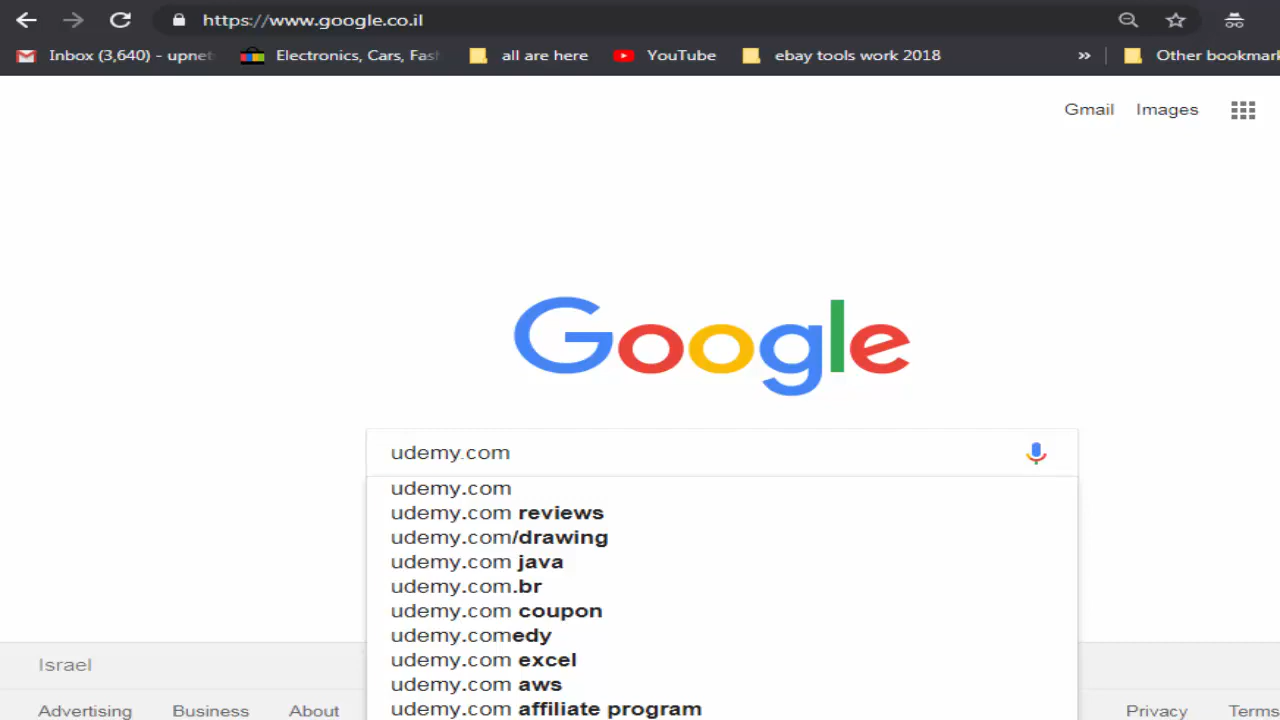 https://www.google.co.il
Inbox (3,640) - upnet Electronics, Cars, Fash all are here YouTube ebay tools work 2018 » Other bookmark
Gmail Images
Google
udemy.com
udemy.com
udemy.com reviews
udemy.com/drawing
udemy.com java
udemy.com.br
udemy.com coupon
udemy.comedy
udemy.com excel
udemy.com aws
udemy.com affiliate program
Israel
Advertising Business About Privacy Terms